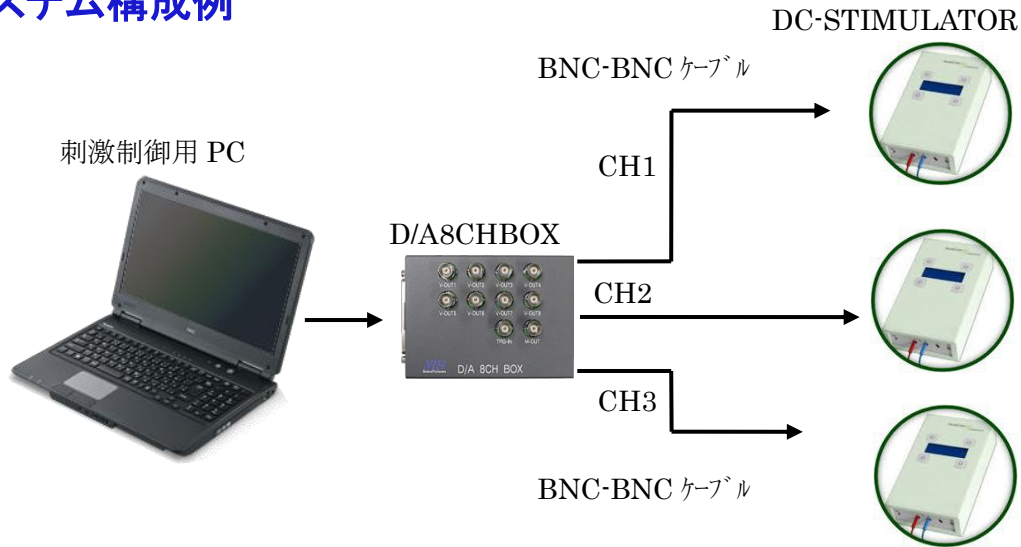 ステム構成例
DC-STIMULATOR
BNC-BNC ｹｰﾌﾞﾙ
刺激制御用 PC
CH1
D/A8CHBOX
V-OUT1 V-OUT2 V-OUT3 V-OUT4
CH2
V-OUT5 V-OUT6 V-OUT7 V-OUT8
TRG-IN M-OUT
D/A 8CH BOX
CH3
BNC-BNC ｹｰﾌﾞﾙ